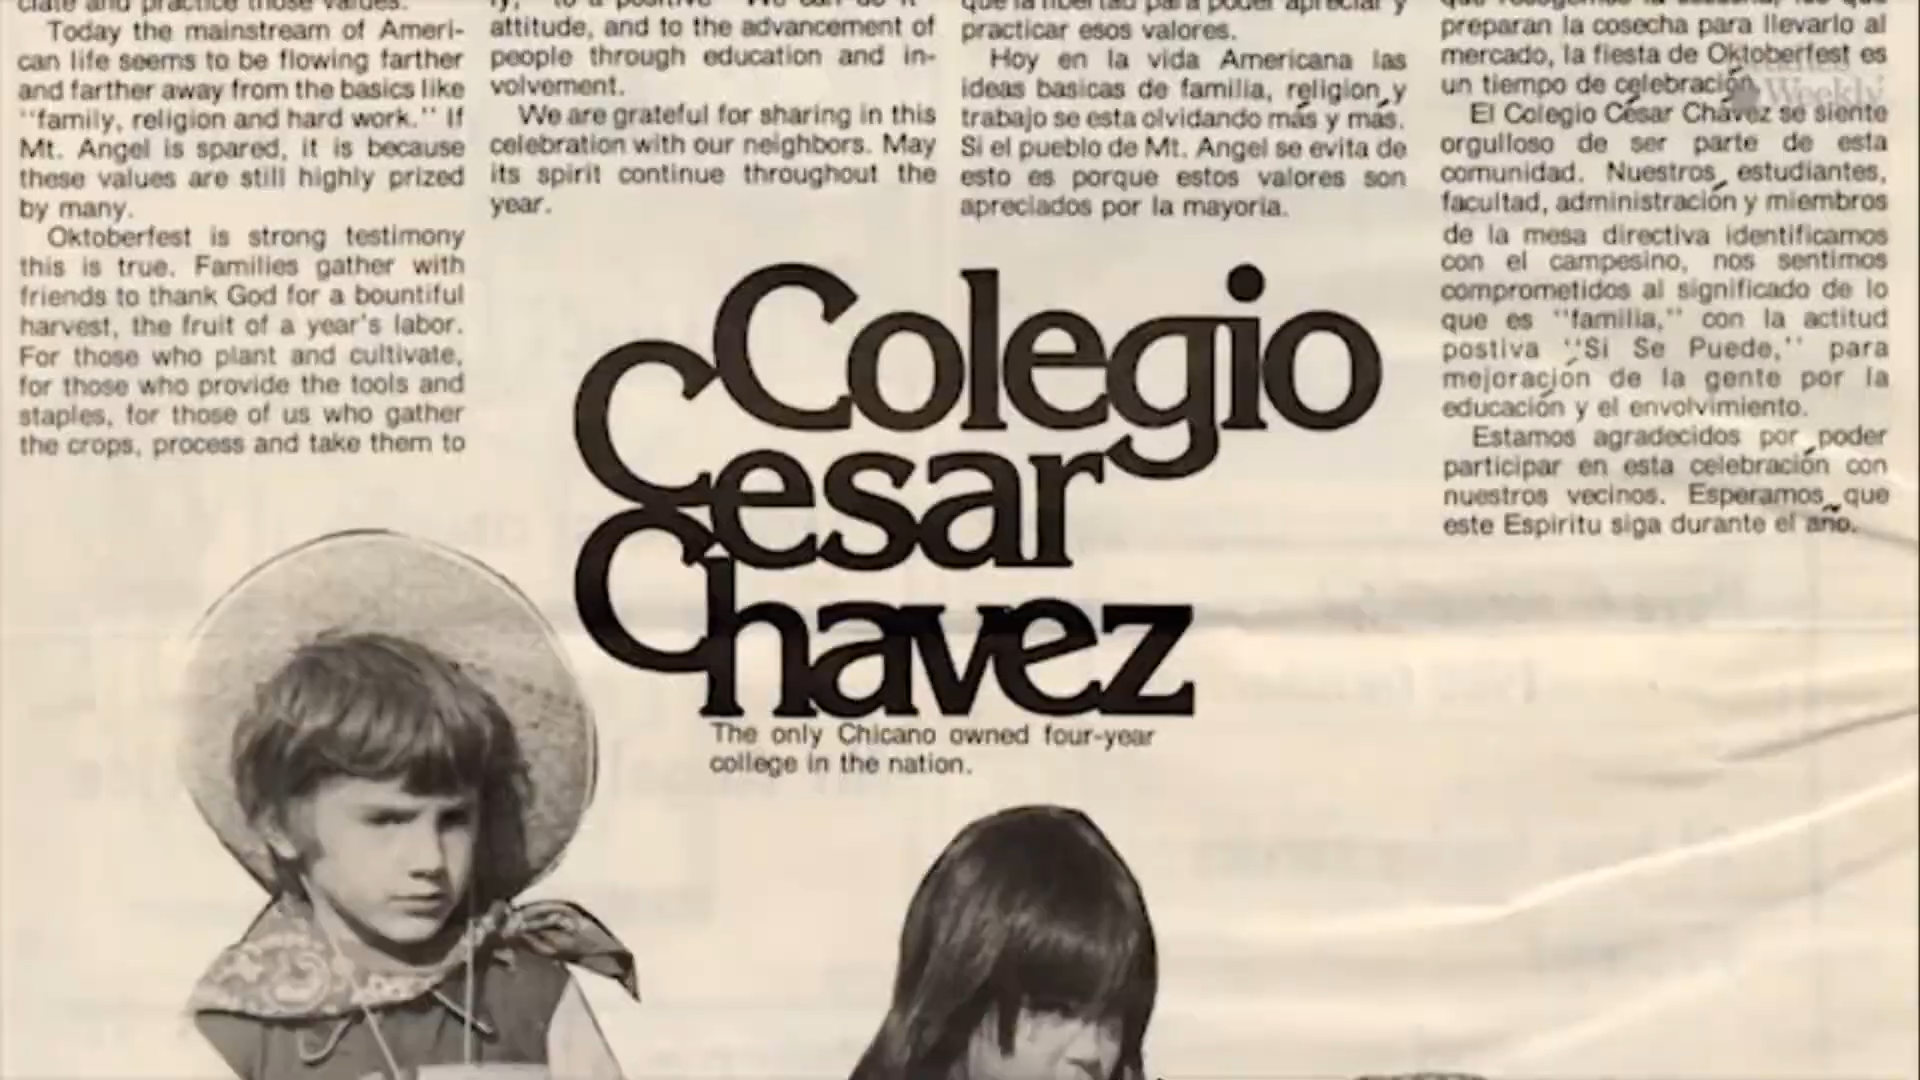 ciate and practice those values.
Today the mainstream of Ameri-
can life seems to be flowing farther
and farther away from the basics like
"family, religion and hard work." If
Mt. Angel is spared, it is because
these values are still highly prized
by many.
Oktoberfest is strong testimony
this is true. Families gather with
friends to thank God for a bountiful
harvest, the fruit of a year's labor.
For those who plant and cultivate,
for those who provide the tools and
staples, for those of us who gather
the crops, process and take them to
ly," to a positive "We can do it"
attitude, and to the advancement of
people through education and in-
volvement.
We are grateful for sharing in this
celebration with our neighbors. May
its spirit continue throughout the
year.
que la libertad para poder apreciar y
practicar esos valores.
Hoy en la vida Americana las
ideas basicas de familia, religion y
trabajo se esta olvidando más y más.
Si el pueblo de Mt. Angel se evita de
esto es porque estos valores son
apreciados por la mayoria.
preparan la cosecha para llevarlo al
mercado, la fiesta de Oktoberfest es
un tiempo de celebración.
El Colegio César Chávez se siente
orgulloso de ser parte de esta
comunidad. Nuestros estudiantes,
facultad, administración y miembros
de la mesa directiva identificamos
con el campesino, nos sentimos
comprometidos al significado de lo
que es "familia," con la actitud
postiva "Si Se Puede," para
mejoración de la gente por la
educación y el envolvimiento.
Estamos agradecidos por poder
participar en esta celebración con
nuestros vecinos. Esperamos que
este Espiritu siga durante el año.
Weekly
Colegio
Cesar
Chavez
The only Chicano owned four-year
college in the nation.